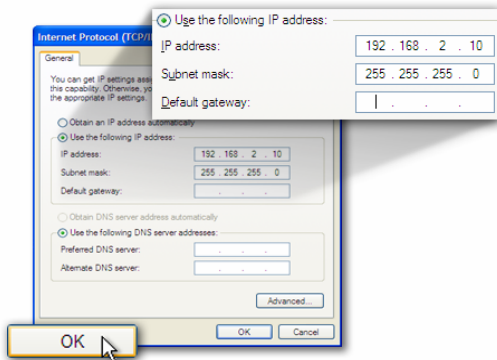 Use the following IP address:
IP address: 192 . 168 . 2 . 10
Subnet mask: 255 . 255 . 255 . 0
Default gateway: . . .
Internet Protocol (TCP/I
General
You can get IP settings ass
this capability. Otherwise, yo
the appropriate IP settings.
Obtain an IP address automatically
Use the following IP address:
IP address: 192 . 168 . 2 . 10
Subnet mask: 255 . 255 . 255 . 0
Default gateway: . . .
Obtain DNS server address automatically
Use the following DNS server addresses:
Preferred DNS server: . . .
Alternate DNS server: . . .
Advanced...
OK Cancel
OK